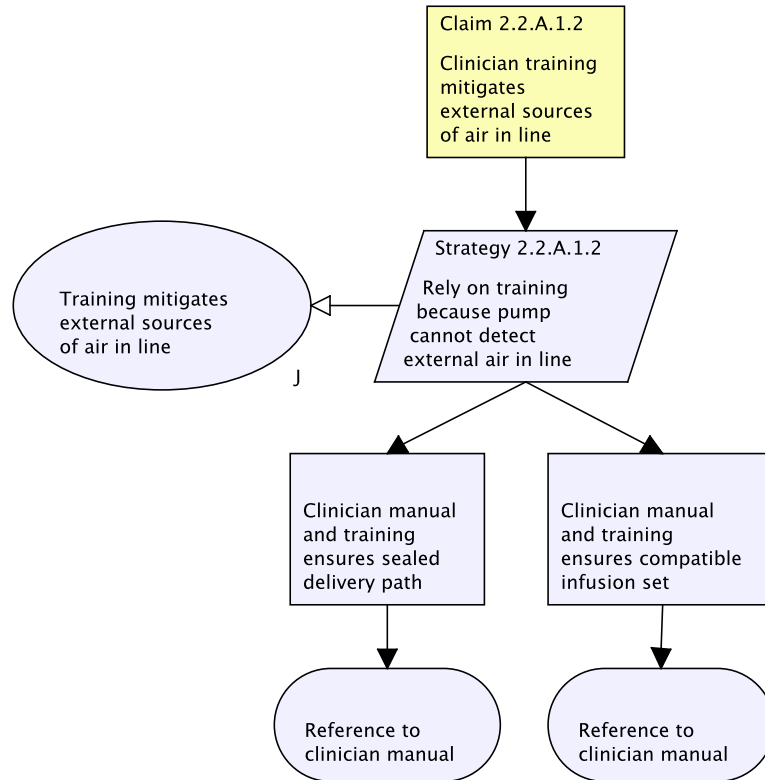 Claim 2.2.A.1.2
Clinician training
mitigates
external sources
of air in line
Strategy 2.2.A.1.2
Rely on training
because pump
cannot detect
external air in line
Training mitigates
external sources
of air in line
J
Clinician manual
and training
ensures sealed
delivery path
Clinician manual
and training
ensures compatible
infusion set
Reference to
clinician manual
Reference to
clinician manual